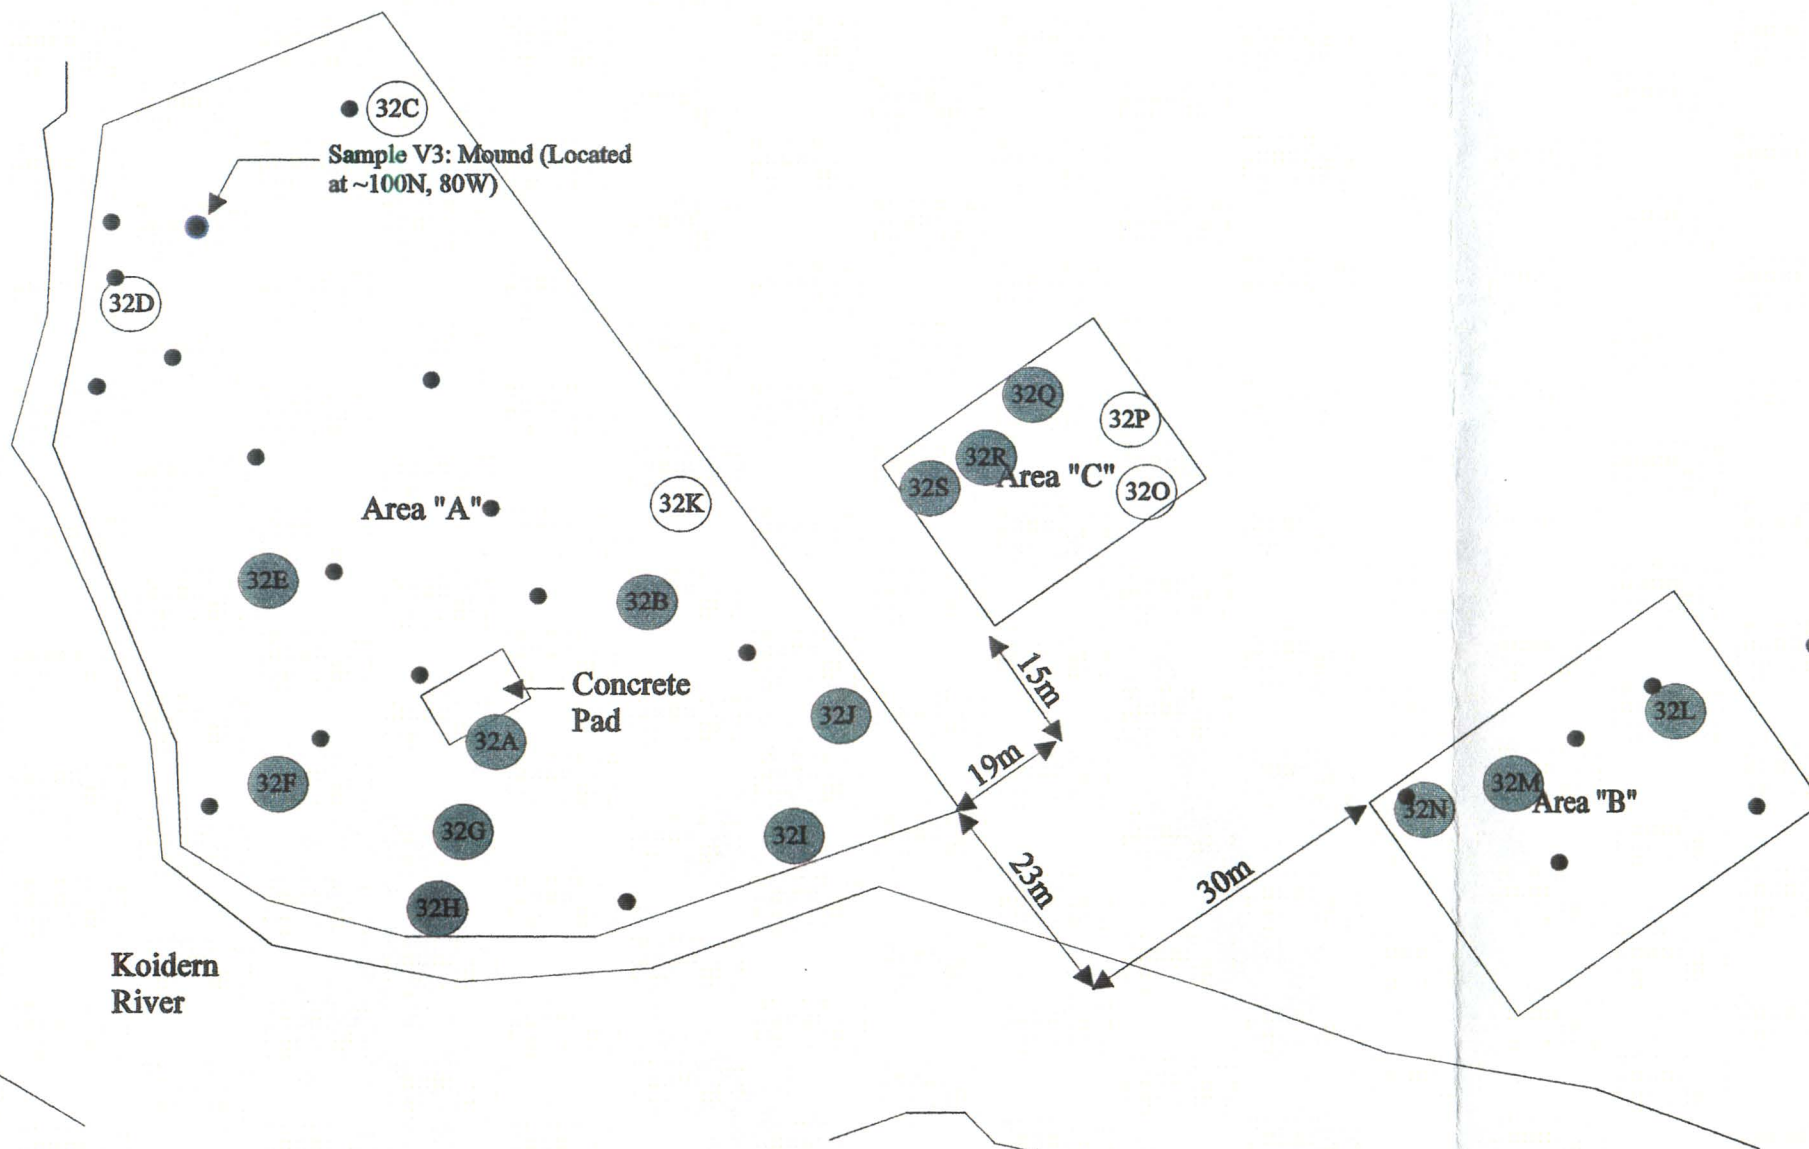 32C
Sample V3: Mound (Located
at ~100N, 80W)
32D
32Q
32P
32R
Area "C"
32S
32O
Area "A"
32K
32E
32B
Concrete
Pad
15m
32J
32L
32A
19m
32F
32M
Area "B"
32N
32G
32I
23m
30m
32H
Koidern
River